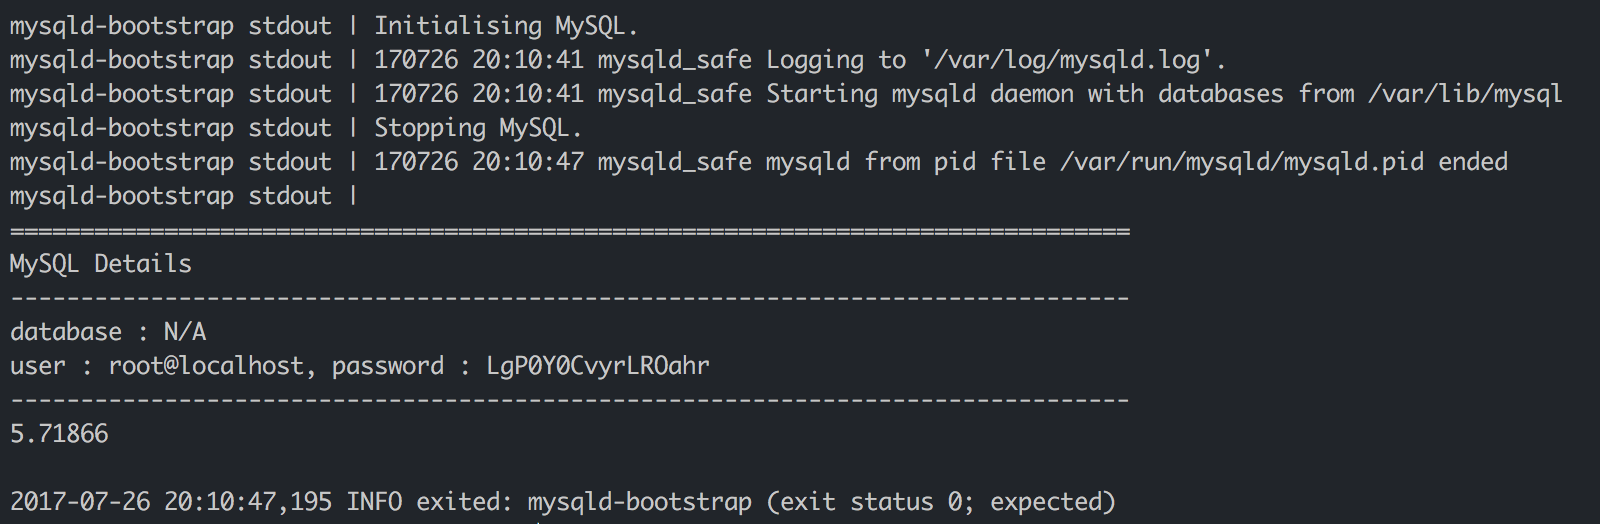 mysqld-bootstrap stdout | Initialising MySQL.
mysqld-bootstrap stdout | 170726 20:10:41 mysqld_safe Logging to '/var/log/mysqld.log'.
mysqld-bootstrap stdout | 170726 20:10:41 mysqld_safe Starting mysqld daemon with databases from /var/lib/mysql
mysqld-bootstrap stdout | Stopping MySQL.
mysqld-bootstrap stdout | 170726 20:10:47 mysqld_safe mysqld from pid file /var/run/mysqld/mysqld.pid ended
mysqld-bootstrap stdout |
================================================================================
MySQL Details
--------------------------------------------------------------------------------
database : N/A
user : root@localhost, password : LgP0Y0CvyrLROahr
--------------------------------------------------------------------------------
5.71866
2017-07-26 20:10:47,195 INFO exited: mysqld-bootstrap (exit status 0; expected)